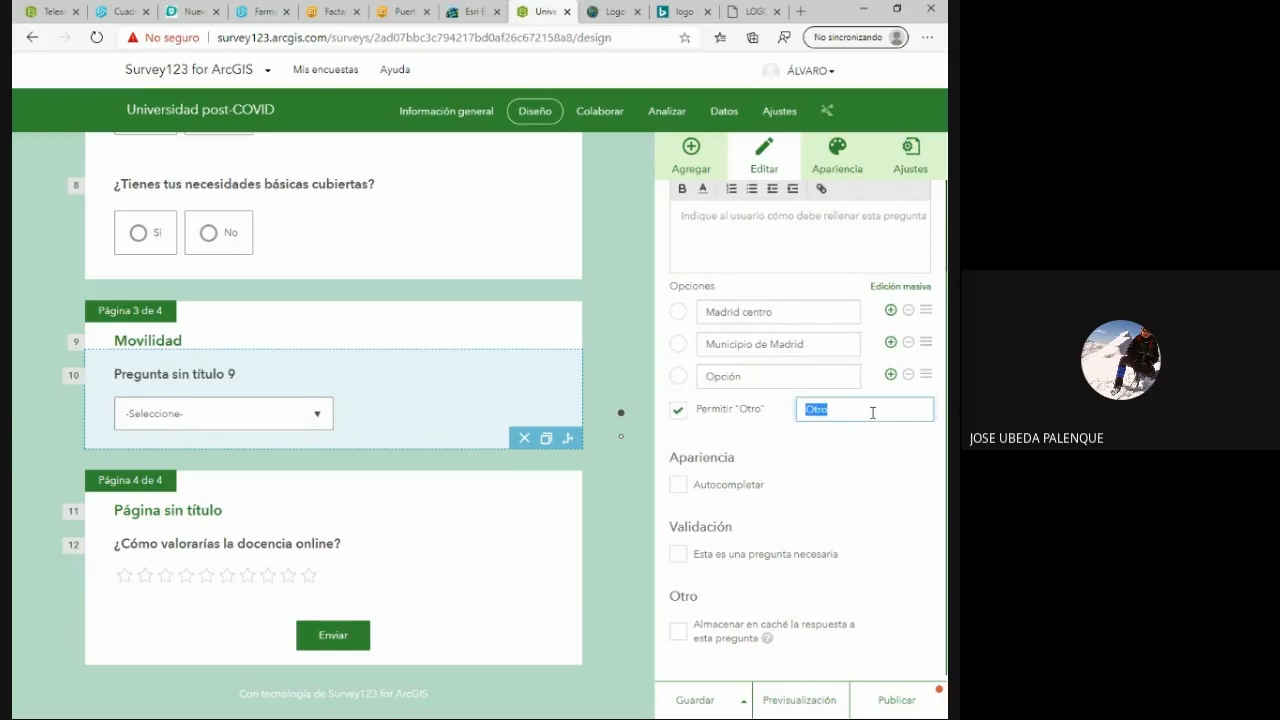 Telea
Cuad
Nuev
Farm
Facta
Puert
Esri E
Unive
Logo
logo
LOGO
No seguro
survey123.arcgis.com/surveys/2ad07bbc3c794217bd0af26c672158a8/design
No sincronizando
Survey123 for ArcGIS
Mis encuestas
Ayuda
ÁLVARO
Universidad post-COVID
Información general
Diseño
Colaborar
Analizar
Datos
Ajustes
Agregar
Editar
Apariencia
Ajustes
8
¿Tienes tus necesidades básicas cubiertas?
Si
No
Página 3 de 4
9
Movilidad
10
Pregunta sin título 9
-Seleccione-
Página 4 de 4
11
Página sin título
12
¿Cómo valorarías la docencia online?
Enviar
Con tecnología de Survey123 for ArcGIS
B A
Indique al usuario cómo debe rellenar esta pregunta
Opciones
Edición masiva
Madrid centro
Municipio de Madrid
Opción
Permitir "Otro"
Otro
Apariencia
Autocompletar
Validación
Esta es una pregunta necesaria
Otro
Almacenar en caché la respuesta a
esta pregunta ?
Guardar
Previsualización
Publicar
JOSE UBEDA PALENQUE